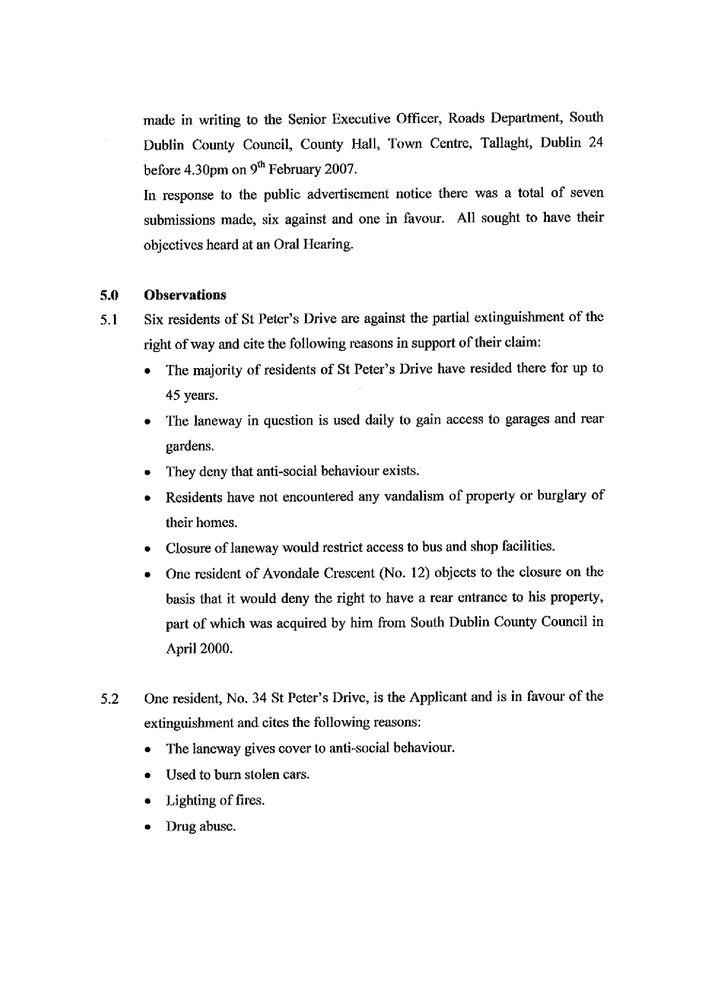 made in writing to the Senior Executive Officer, Roads Department, South
Dublin County Council, County Hall, Town Centre, Tallaght, Dublin 24
before 4.30pm on 9th February 2007.
In response to the public advertisement notice there was a total of seven
submissions made, six against and one in favour. All sought to have their
objectives heard at an Oral Hearing.
5.0 Observations
5.1 Six residents of St Peter's Drive are against the partial extinguishment of the
right of way and cite the following reasons in support of their claim:
• The majority of residents of St Peter's Drive have resided there for up to
45 years.
• The laneway in question is used daily to gain access to garages and rear
gardens.
• They deny that anti-social behaviour exists.
• Residents have not encountered any vandalism of property or burglary of
their homes.
• Closure of laneway would restrict access to bus and shop facilities.
• One resident of Avondale Crescent (No. 12) objects to the closure on the
basis that it would deny the right to have a rear entrance to his property,
part of which was acquired by him from South Dublin County Council in
April 2000.
5.2 One resident, No. 34 St Peter's Drive, is the Applicant and is in favour of the
extinguishment and cites the following reasons:
• The laneway gives cover to anti-social behaviour.
• Used to burn stolen cars.
• Lighting of fires.
• Drug abuse.